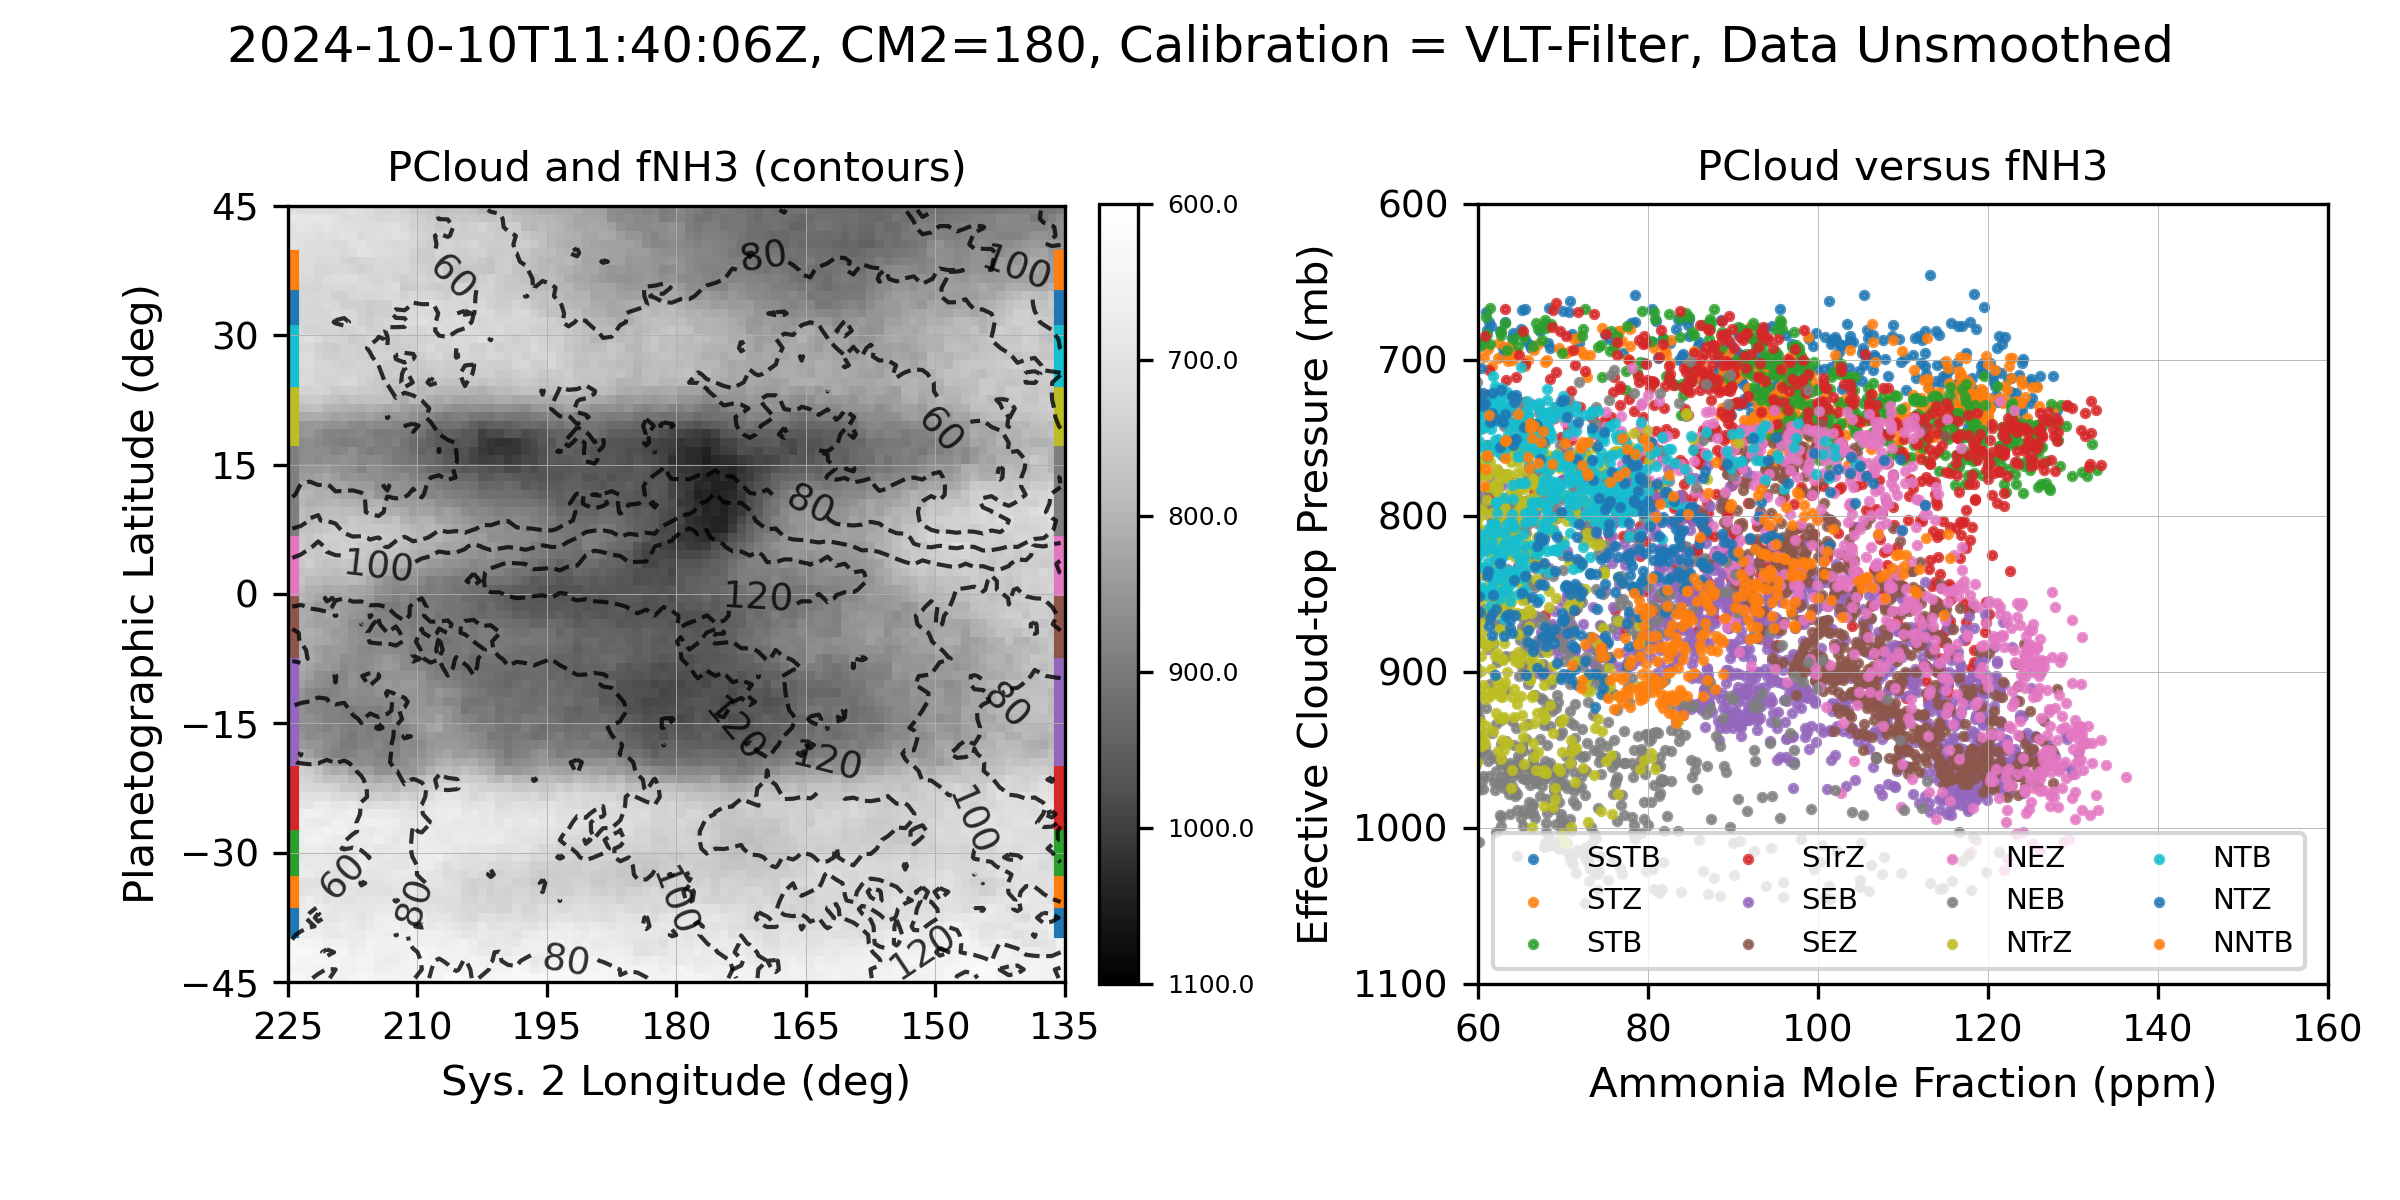 2024-10-10T11:40:06Z, CM2=180, Calibration = VLT-Filter, Data Unsmoothed
PCloud and fNH3 (contours)
Planetographic Latitude (deg)
45
30
15
0
−15
−30
−45
225 210 195 180 165 150 135
Sys. 2 Longitude (deg)
60
80
100
60
80
100
120
80
120
120
100
60
80
100
80
120
600.0
700.0
800.0
900.0
1000.0
1100.0
PCloud versus fNH3
Effective Cloud-top Pressure (mb)
600
700
800
900
1000
1100
SSTB STrZ NEZ NTB
STZ SEB NEB NTZ
STB SEZ NTrZ NNTB
60 80 100 120 140 160
Ammonia Mole Fraction (ppm)